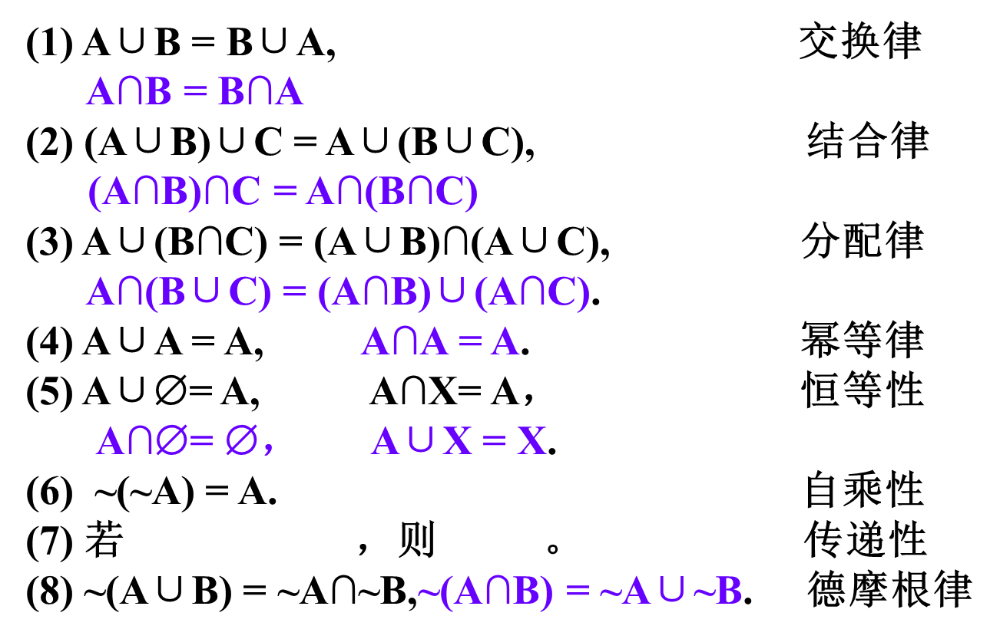 (1) A∪B = B∪A, 交换律
A∩B = B∩A
(2) (A∪B)∪C = A∪(B∪C), 结合律
(A∩B)∩C = A∩(B∩C)
(3) A∪(B∩C) = (A∪B)∩(A∪C), 分配律
A∩(B∪C) = (A∩B)∪(A∩C).
(4) A∪A = A, A∩A = A. 幂等律
(5) A∪∅= A, A∩X= A， 恒等性
A∩∅= ∅， A∪X = X.
(6) ~(~A) = A. 自乘性
(7) 若 ，则 。 传递性
(8) ~(A∪B) = ~A∩~B,~(A∩B) = ~A∪~B. 德摩根律